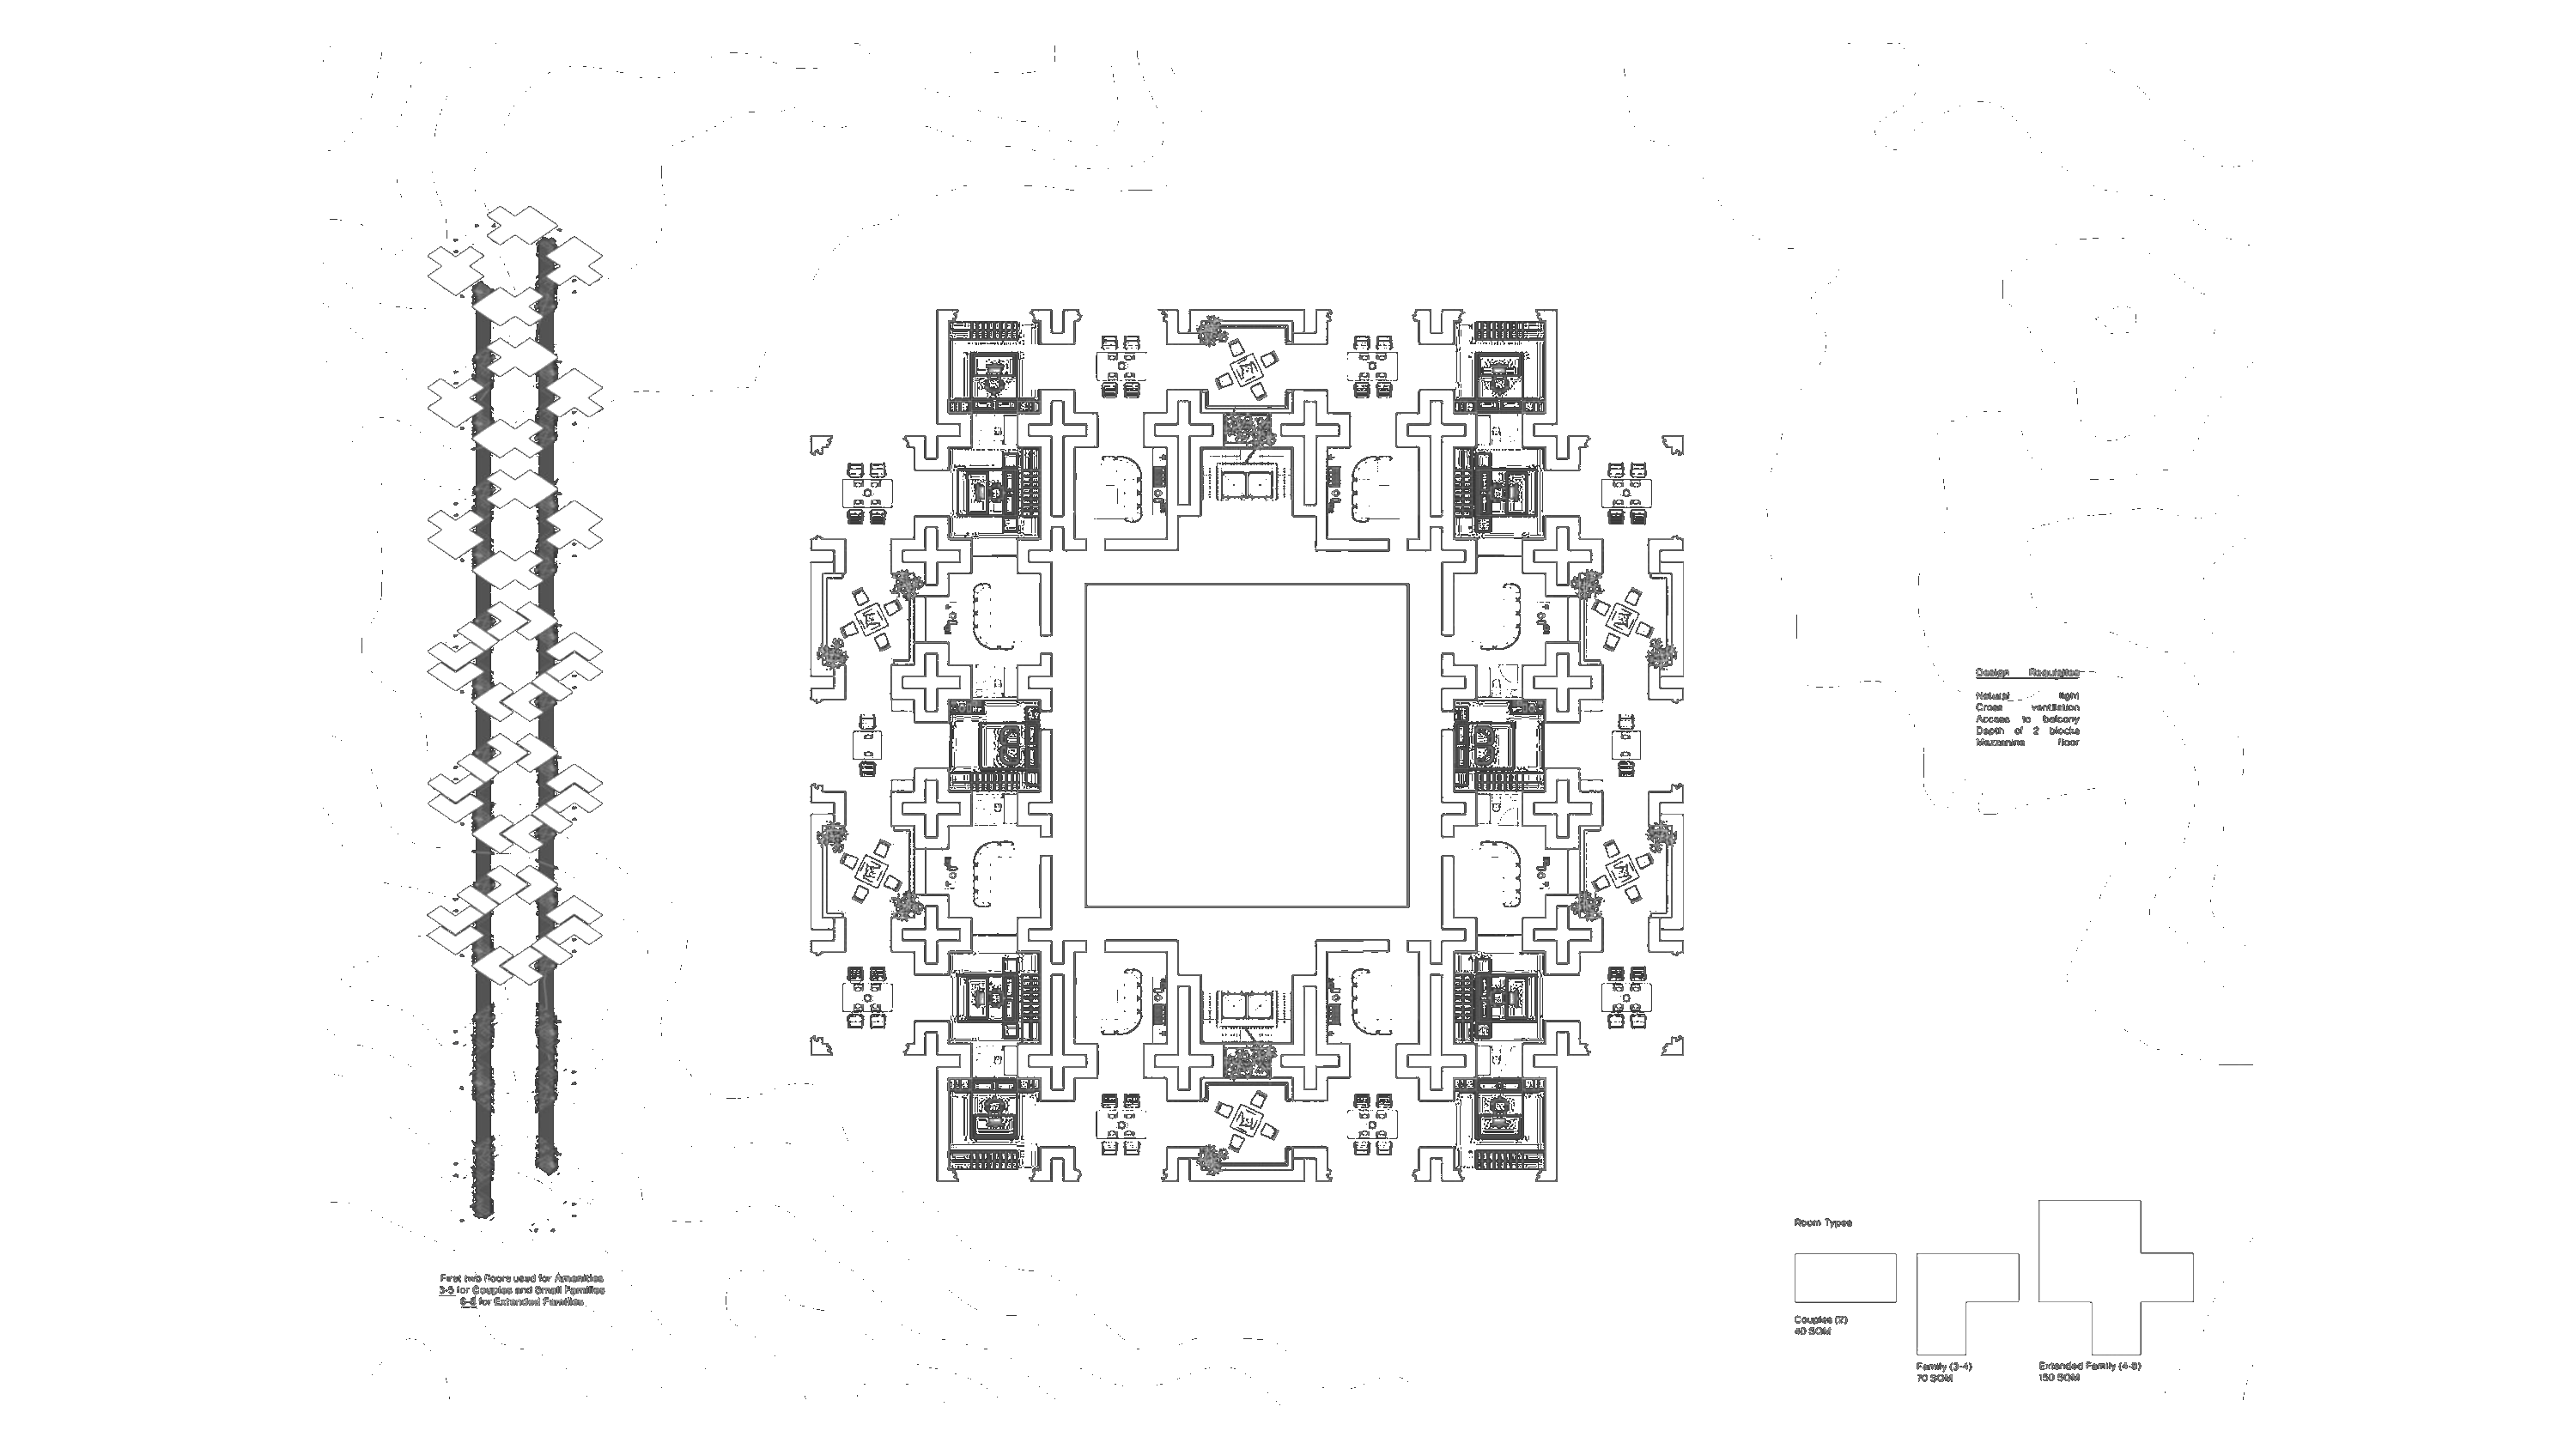 Design Requisites
Natural light
Cross ventilation
Access to balcony
Depth of 2 blocks
Mezzanine floor
First two floors used for Amenities
3-5 for Couples and Small Families
6-8 for Extended Families
Room Types
Couples (2)
40 SQM
Family (3-4)
70 SQM
Extended Family (4-8)
150 SQM